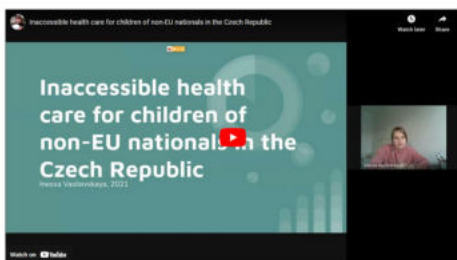 Inaccessible health care for children of non-EU nationals in the Czech Republic
Watch later
Share
Inaccessible health
care for children of
non-EU nationals in the
Czech Republic
2021
Watch on YouTube